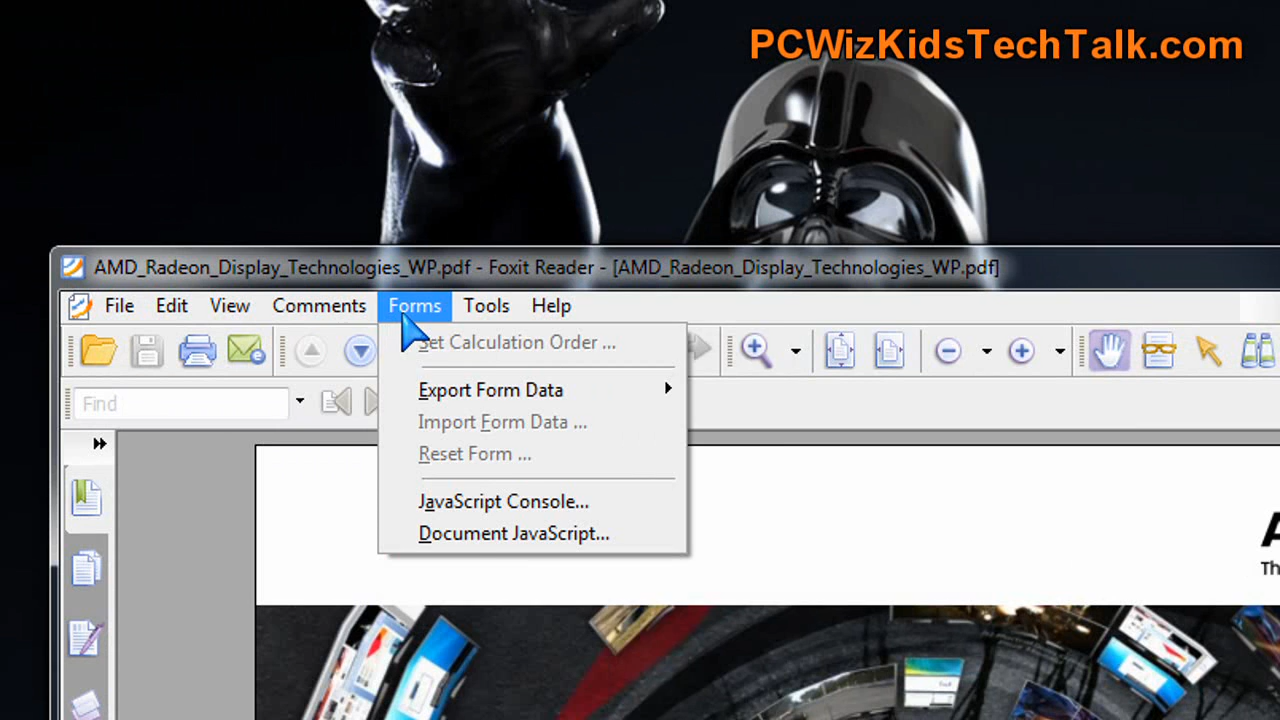 PCWizKidsTechTalk.com
AMD_Radeon_Display_Technologies_WP.pdf - Foxit Reader - [AMD_Radeon_Display_Technologies_WP.pdf]
File Edit View Comments Forms Tools Help
Set Calculation Order ...
Export Form Data
Import Form Data ...
Reset Form ...
JavaScript Console...
Document JavaScript...
Find
A
Th